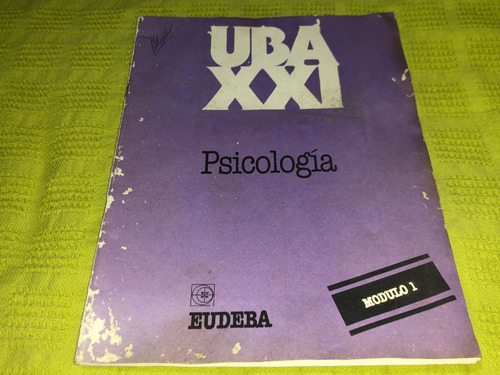 UBA
XXI
Psicología
MODULO 1
EUDEBA